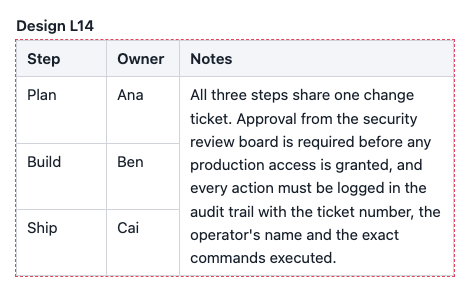 Design L14
Step Owner Notes
Plan Ana All three steps share one change
ticket. Approval from the security
review board is required before any
Build Ben production access is granted, and
every action must be logged in the
audit trail with the ticket number, the
Ship Cai operator's name and the exact
commands executed.